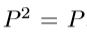 P² = P